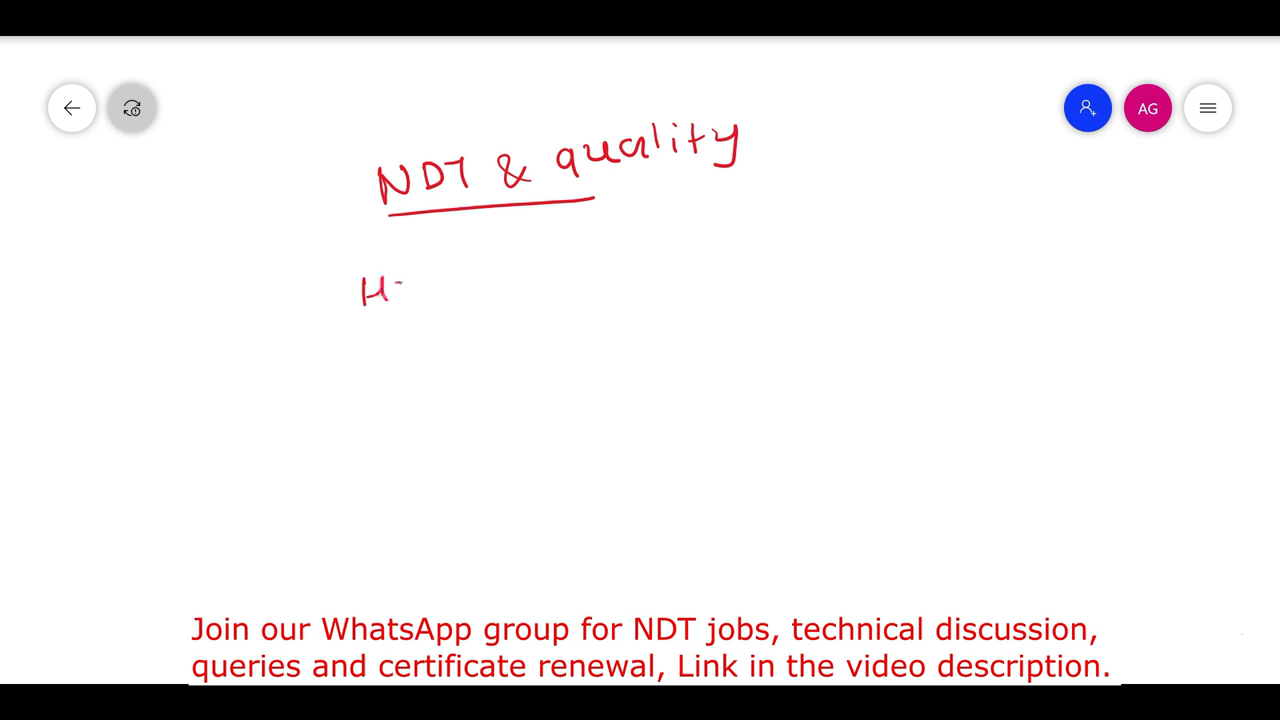 AG
NDT & quality
H
Join our WhatsApp group for NDT jobs, technical discussion,
queries and certificate renewal, Link in the video description.